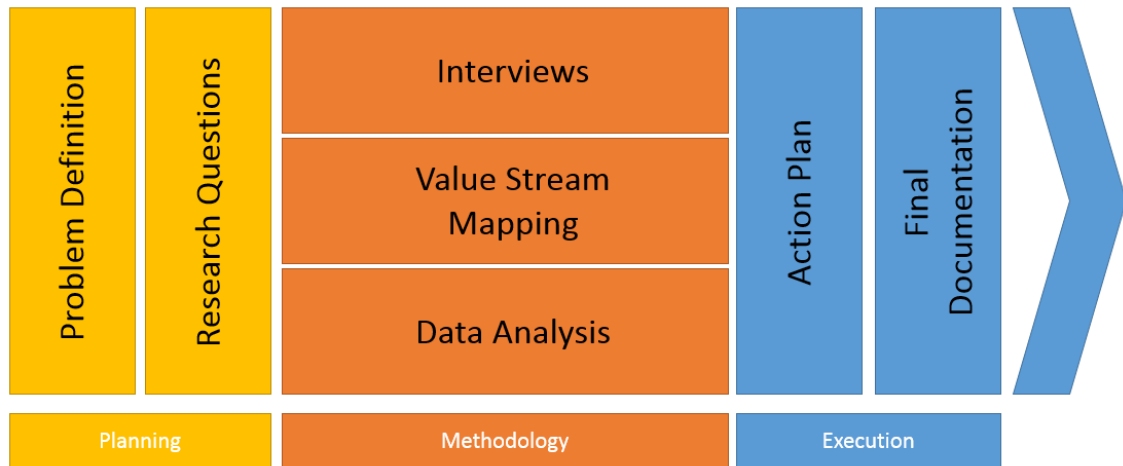 Problem Definition
Research Questions
Interviews
Value Stream
Mapping
Data Analysis
Action Plan
Final
Documentation
Planning
Methodology
Execution